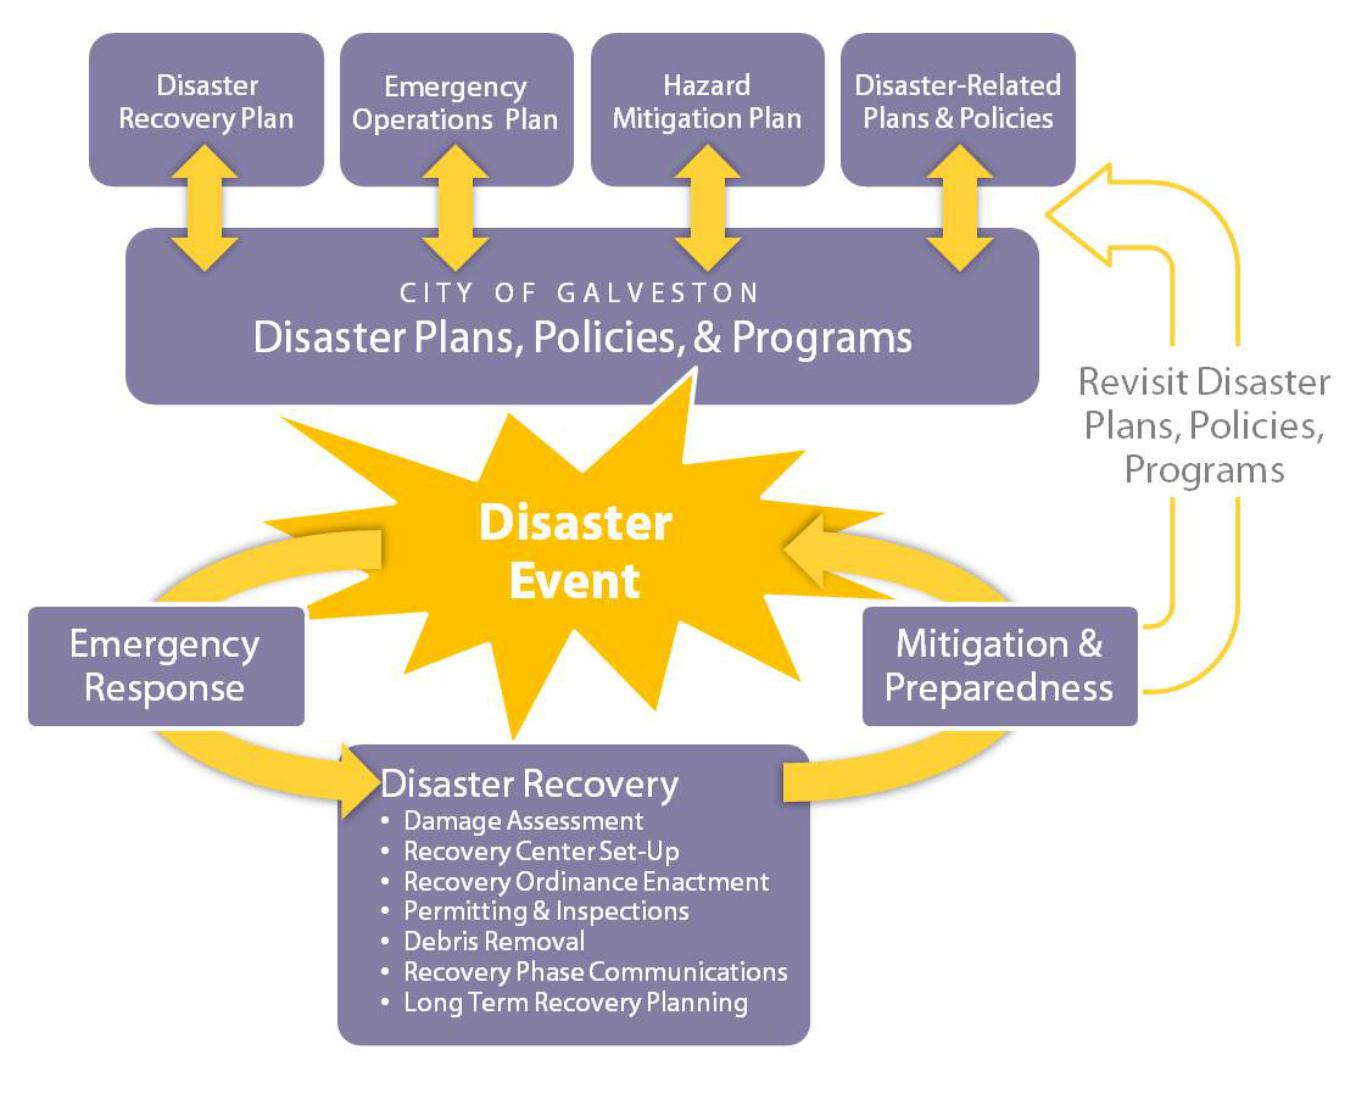 Disaster
Recovery Plan
Emergency
Operations Plan
Hazard
Mitigation Plan
Disaster-Related
Plans & Policies
CITY OF GALVESTON
Disaster Plans, Policies, & Programs
Revisit Disaster
Plans, Policies,
Programs
Disaster
Event
Emergency
Response
Mitigation &
Preparedness
Disaster Recovery
• Damage Assessment
• Recovery Center Set-Up
• Recovery Ordinance Enactment
• Permitting & Inspections
• Debris Removal
• Recovery Phase Communications
• Long Term Recovery Planning